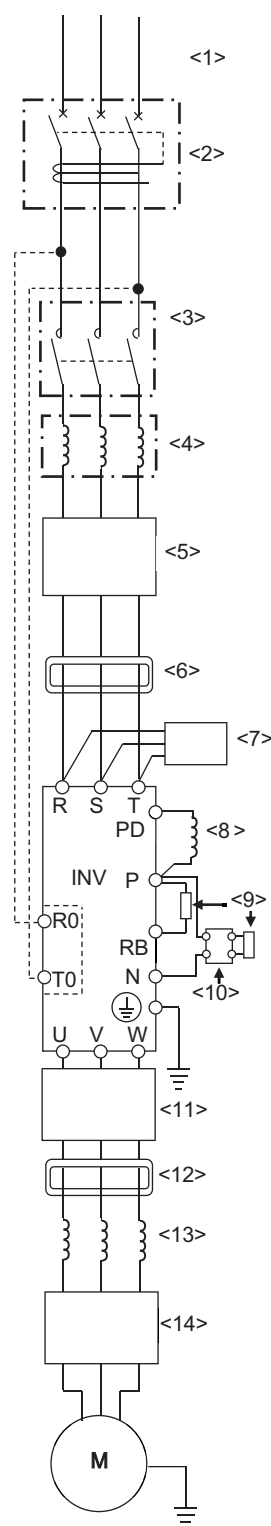 <1>
<2>
<3>
<4>
<5>
<6>
<7>
R S T
PD
<8>
INV P
<9>
R0
RB
T0 N
<10>
U V W
<11>
<12>
<13>
<14>
M